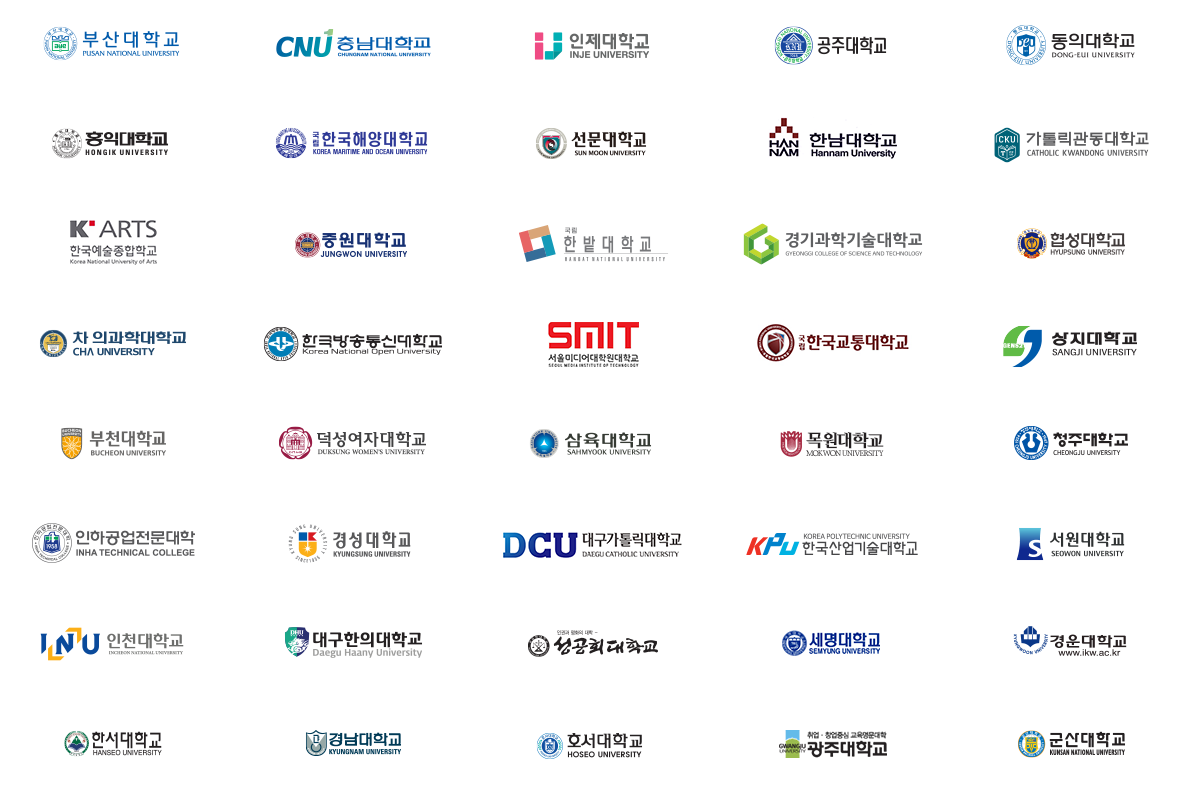 부산대학교
PUSAN NATIONAL UNIVERSITY
CNU 충남대학교
CHUNGNAM NATIONAL UNIVERSITY
인제대학교
INJE UNIVERSITY
공주대학교
동의대학교
DONG-EUI UNIVERSITY
홍익대학교
HONGIK UNIVERSITY
국립 한국해양대학교
KOREA MARITIME AND OCEAN UNIVERSITY
선문대학교
SUN MOON UNIVERSITY
HAN
NAM
한남대학교
Hannam University
CKU
가톨릭관동대학교
CATHOLIC KWANDONG UNIVERSITY
K ARTS
한국예술종합학교
Korea National University of Arts
중원대학교
JUNGWON UNIVERSITY
국립
한밭대학교
HANBAT NATIONAL UNIVERSITY
경기과학기술대학교
GYEONGGI COLLEGE OF SCIENCE AND TECHNOLOGY
협성대학교
HYUPSUNG UNIVERSITY
차 의과학대학교
CHA UNIVERSITY
한국방송통신대학교
Korea National Open University
SMIT
서울미디어대학원대학교
SEOUL MEDIA INSTITUTE OF TECHNOLOGY
국립 한국교통대학교
상지대학교
SANGJI UNIVERSITY
부천대학교
BUCHEON UNIVERSITY
덕성여자대학교
DUKSUNG WOMEN'S UNIVERSITY
삼육대학교
SAHMYOOK UNIVERSITY
목원대학교
MOKWON UNIVERSITY
청주대학교
CHEONGJU UNIVERSITY
1958
인하공업전문대학
INHA TECHNICAL COLLEGE
경성대학교
KYUNGSUNG UNIVERSITY
DCU 대구가톨릭대학교
DAEGU CATHOLIC UNIVERSITY
KPU
KOREA POLYTECHNIC UNIVERSITY
한국산업기술대학교
서원대학교
SEOWON UNIVERSITY
INU 인천대학교
INCHEON NATIONAL UNIVERSITY
DHU
대구한의대학교
Daegu Haany University
인권과 평화의 대학
성공회대학교
세명대학교
SEMYUNG UNIVERSITY
KYUNGWOON UNIVERSITY
경운대학교
www.ikw.ac.kr
한서대학교
HANSEO UNIVERSITY
경남대학교
KYUNGNAM UNIVERSITY
호서대학교
HOSEO UNIVERSITY
GWANGJU
UNIVERSITY
취업·창업중심 교육명문대학
광주대학교
군산대학교
KUNSAN NATIONAL UNIVERSITY